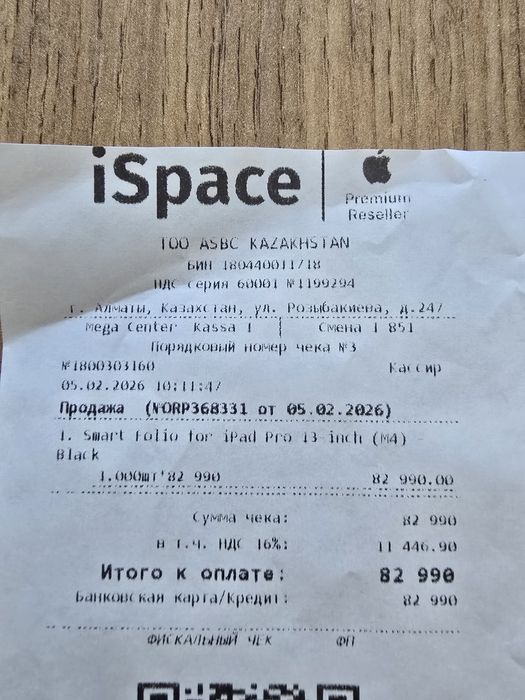 iSpace
Premium
Reseller
ТОО ASBC KAZAKHSTAN
БИН 180440011718
НДС серия 60001 №1199294
г. Алматы, Казахстан, ул. Розыбакиева, д.247
Mega Center Kassa 1 | Смена 1 851
Порядковый номер чека №3
№1800303160 Кассир
05.02.2026 10:11:47
Продажа (№ORP368331 от 05.02.2026)
1. Smart Folio for iPad Pro 13-inch (M4) -
Black
1.000шт*82 990 82 990.00
Сумма чека: 82 990
в т.ч. НДС 16%: 11 446.90
Итого к оплате: 82 990
Банковская карта/Кредит: 82 990
ФИСКАЛЬНЫЙ ЧЕК ФП